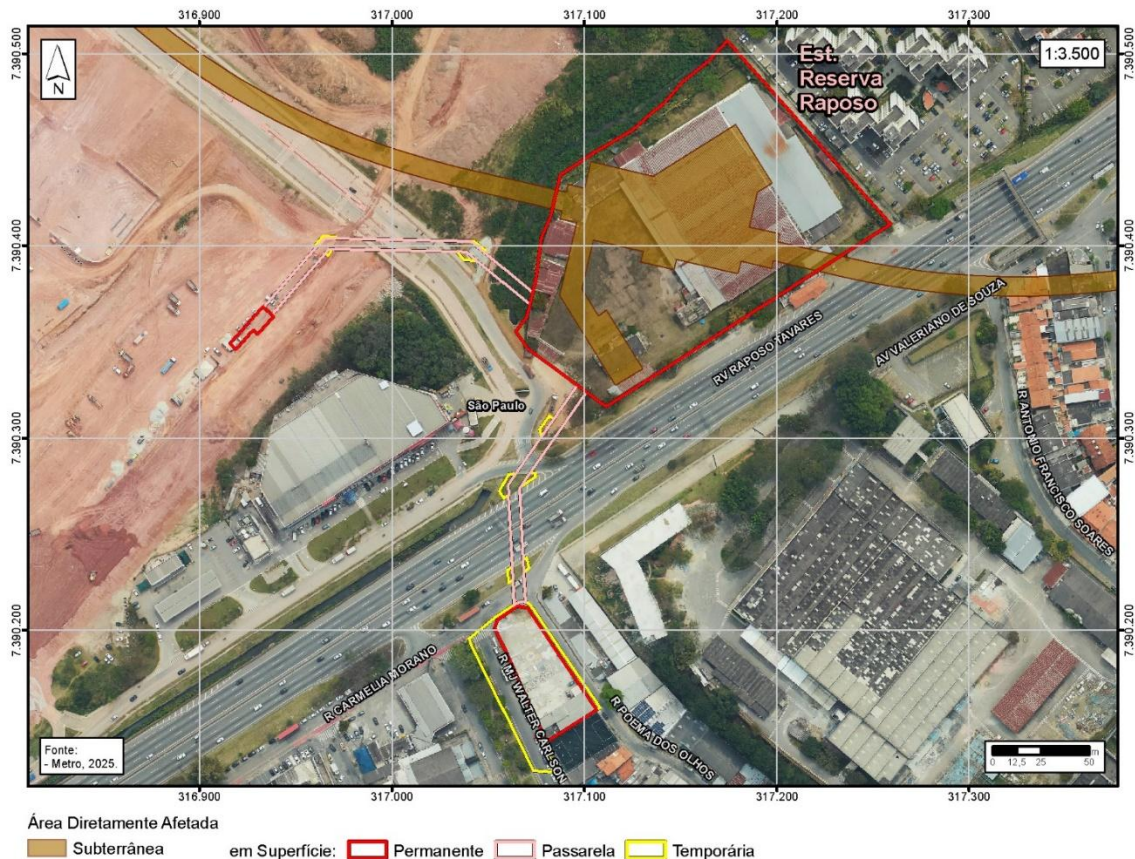 316.900 317.000 317.100 317.200 317.300
7.390.500
7.390.500
N
Est.
Reserva
Raposo
1:3.500
7.390.400
7.390.400
RV RAPOSO TAVARES
AV VALERIANO DE SOUZA
São Paulo
R ANTONIO FRANCISCO SOARES
7.390.300
7.390.300
7.390.200
7.390.200
R CARMELIA MORANO
R MJ WALTER CARLSON
R POEMA DOS OLHOS
Fonte:
- Metro, 2025.
m
0 12,5 25 50
316.900 317.000 317.100 317.200 317.300
Área Diretamente Afetada
Subterrânea em Superfície: Permanente Passarela Temporária